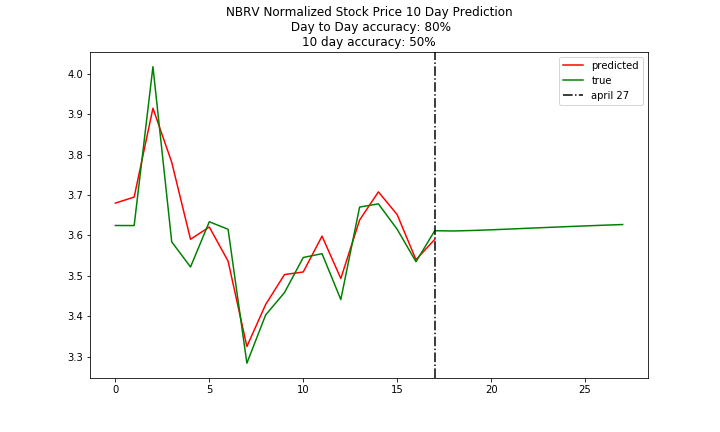 NBRV Normalized Stock Price 10 Day Prediction
Day to Day accuracy: 80%
10 day accuracy: 50%
predicted
true
april 27
4.0
3.9
3.8
3.7
3.6
3.5
3.4
3.3
0 5 10 15 20 25